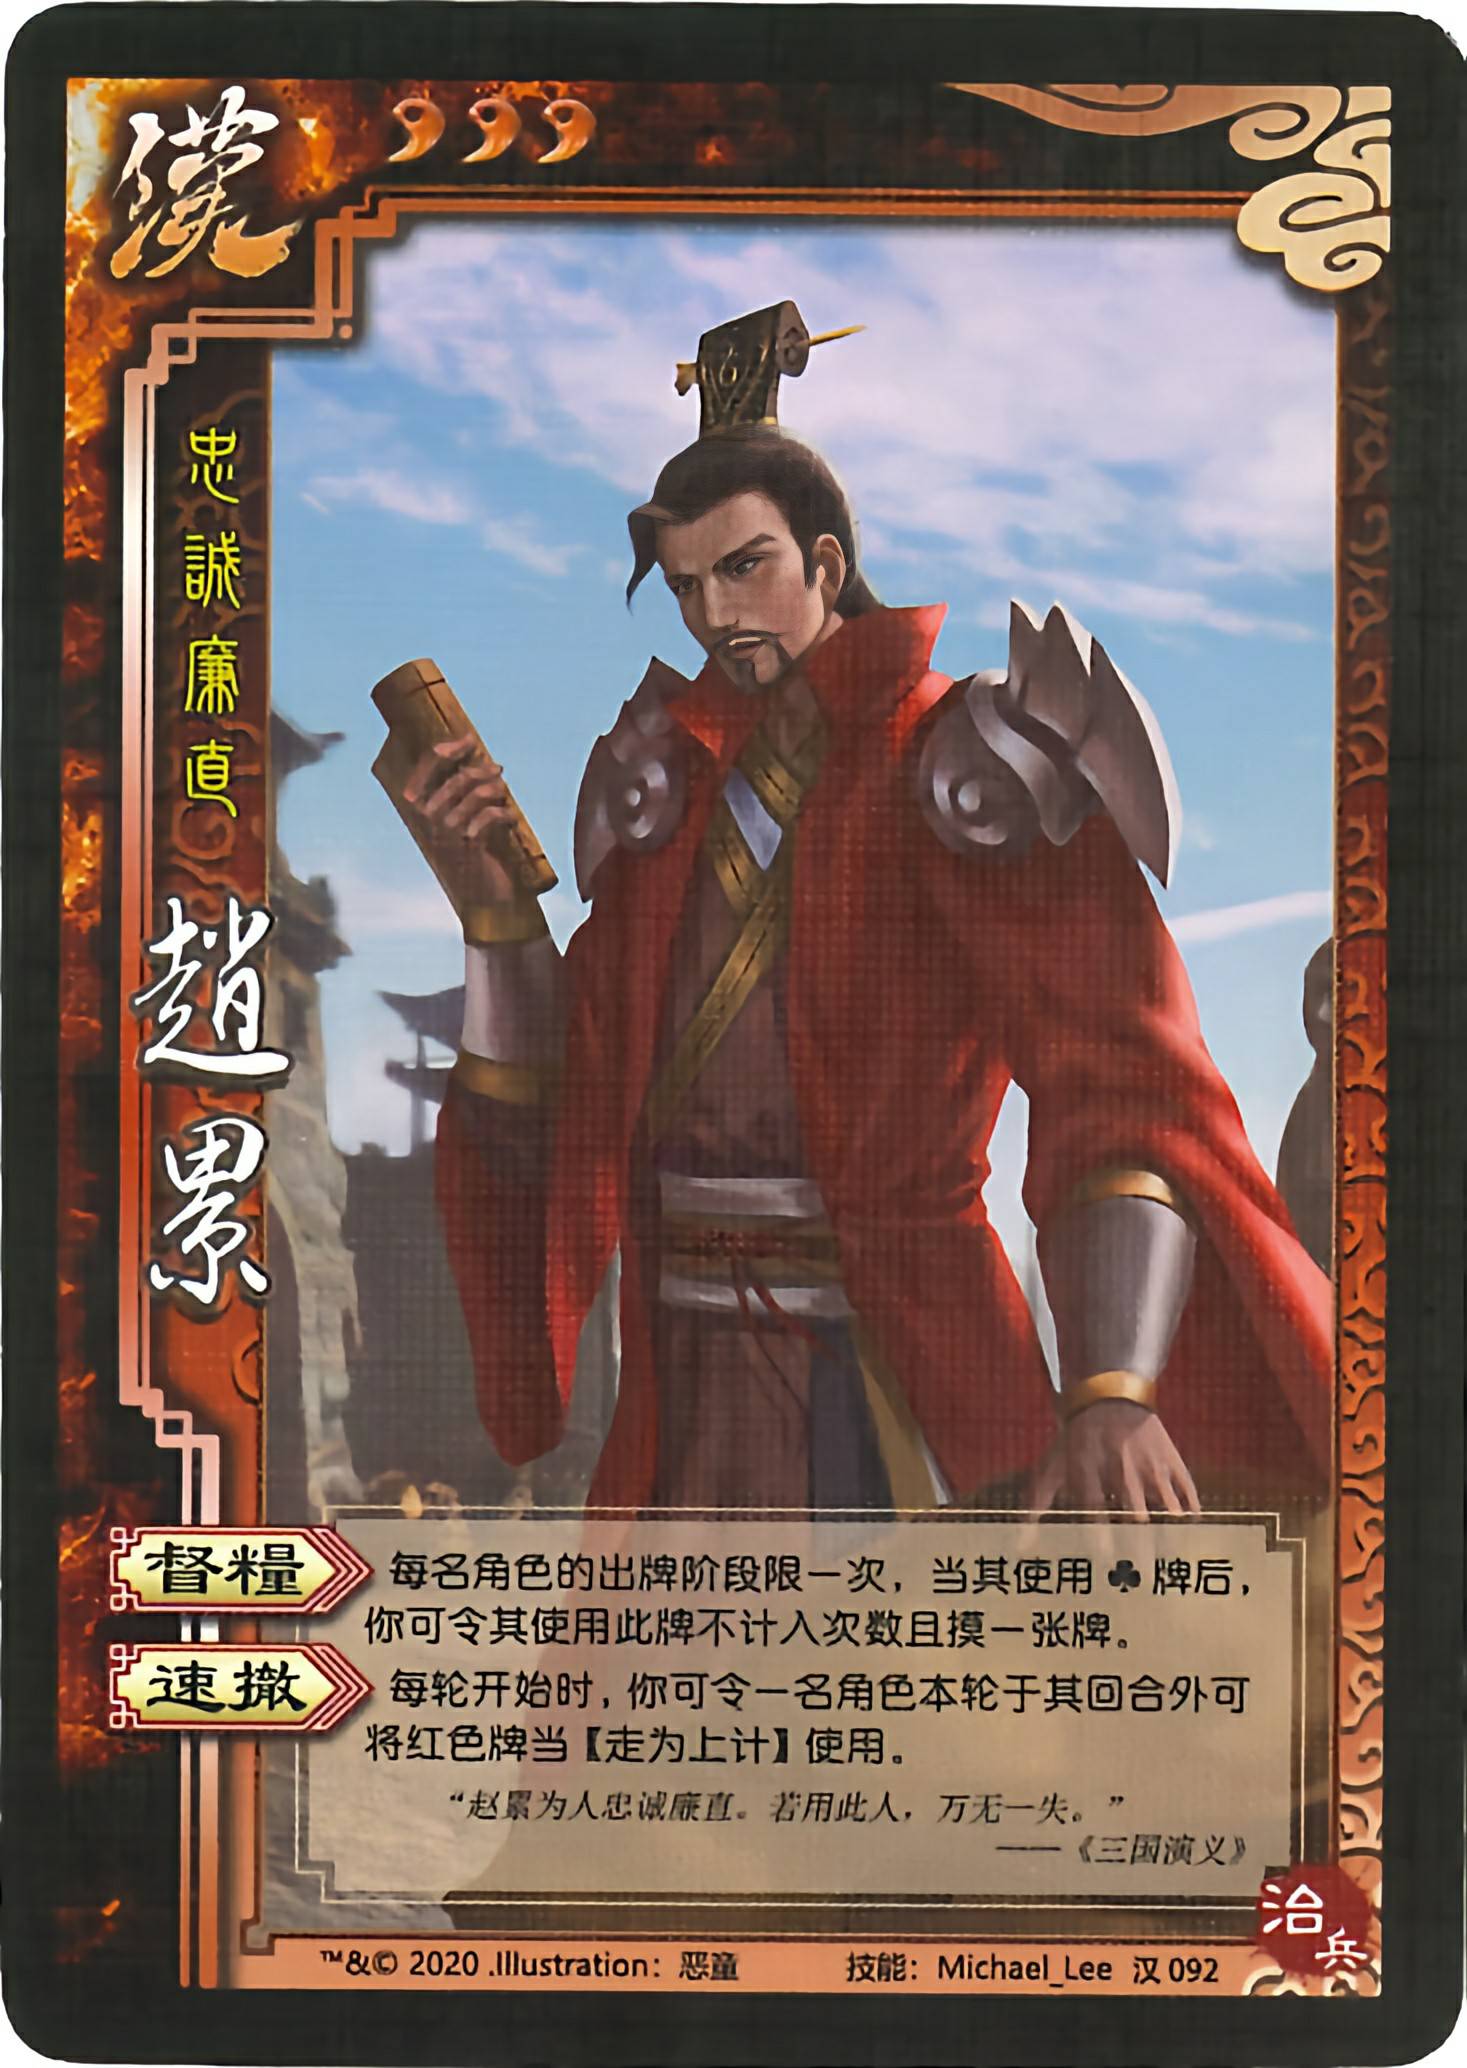 漢
忠誠廉直
趙累
督糧
每名角色的出牌阶段限一次，当其使用♣牌后，
你可令其使用此牌不计入次数且摸一张牌。
速撤
每轮开始时，你可令一名角色本轮于其回合外可
将红色牌当【走为上计】使用。
“赵累为人忠诚廉直。若用此人，万无一失。”
——《三国演义》
治兵
™&© 2020 .Illustration：恶童 技能：Michael_Lee 汉 092